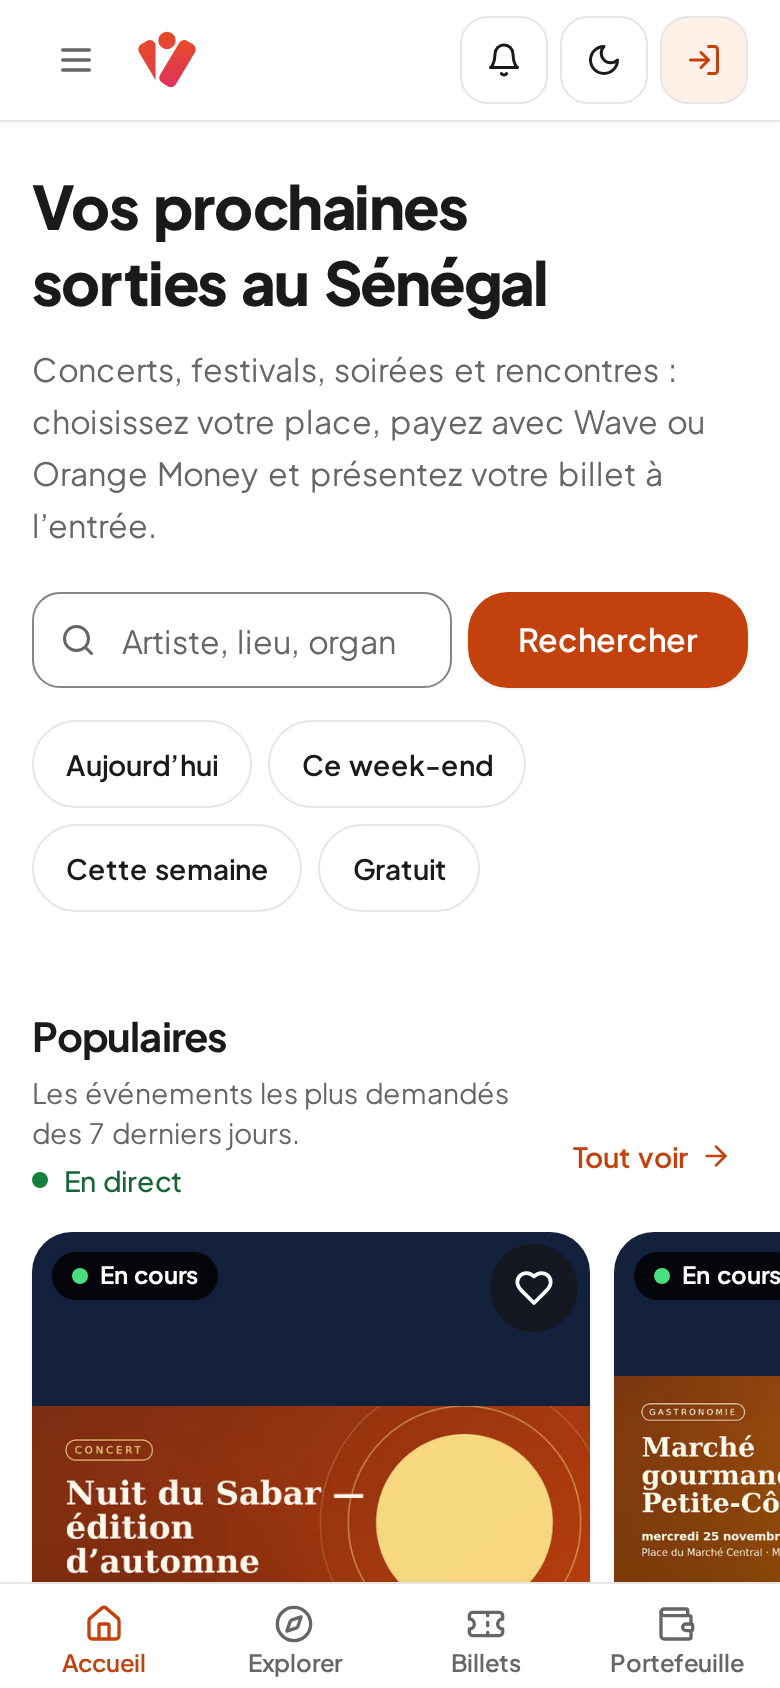 Vos prochaines
sorties au Sénégal
Concerts, festivals, soirées et rencontres :
choisissez votre place, payez avec Wave ou
Orange Money et présentez votre billet à
l’entrée.
Artiste, lieu, organ
Rechercher
Aujourd’hui
Ce week-end
Cette semaine
Gratuit
Populaires
Les événements les plus demandés
des 7 derniers jours.
En direct
Tout voir
En cours
CONCERT
Nuit du Sabar —
édition
d’automne
En cours
GASTRONOMIE
Marché
gourman
Petite-Cô
mercredi 25 novemb
Place du Marché Central · M
Accueil
Explorer
Billets
Portefeuille